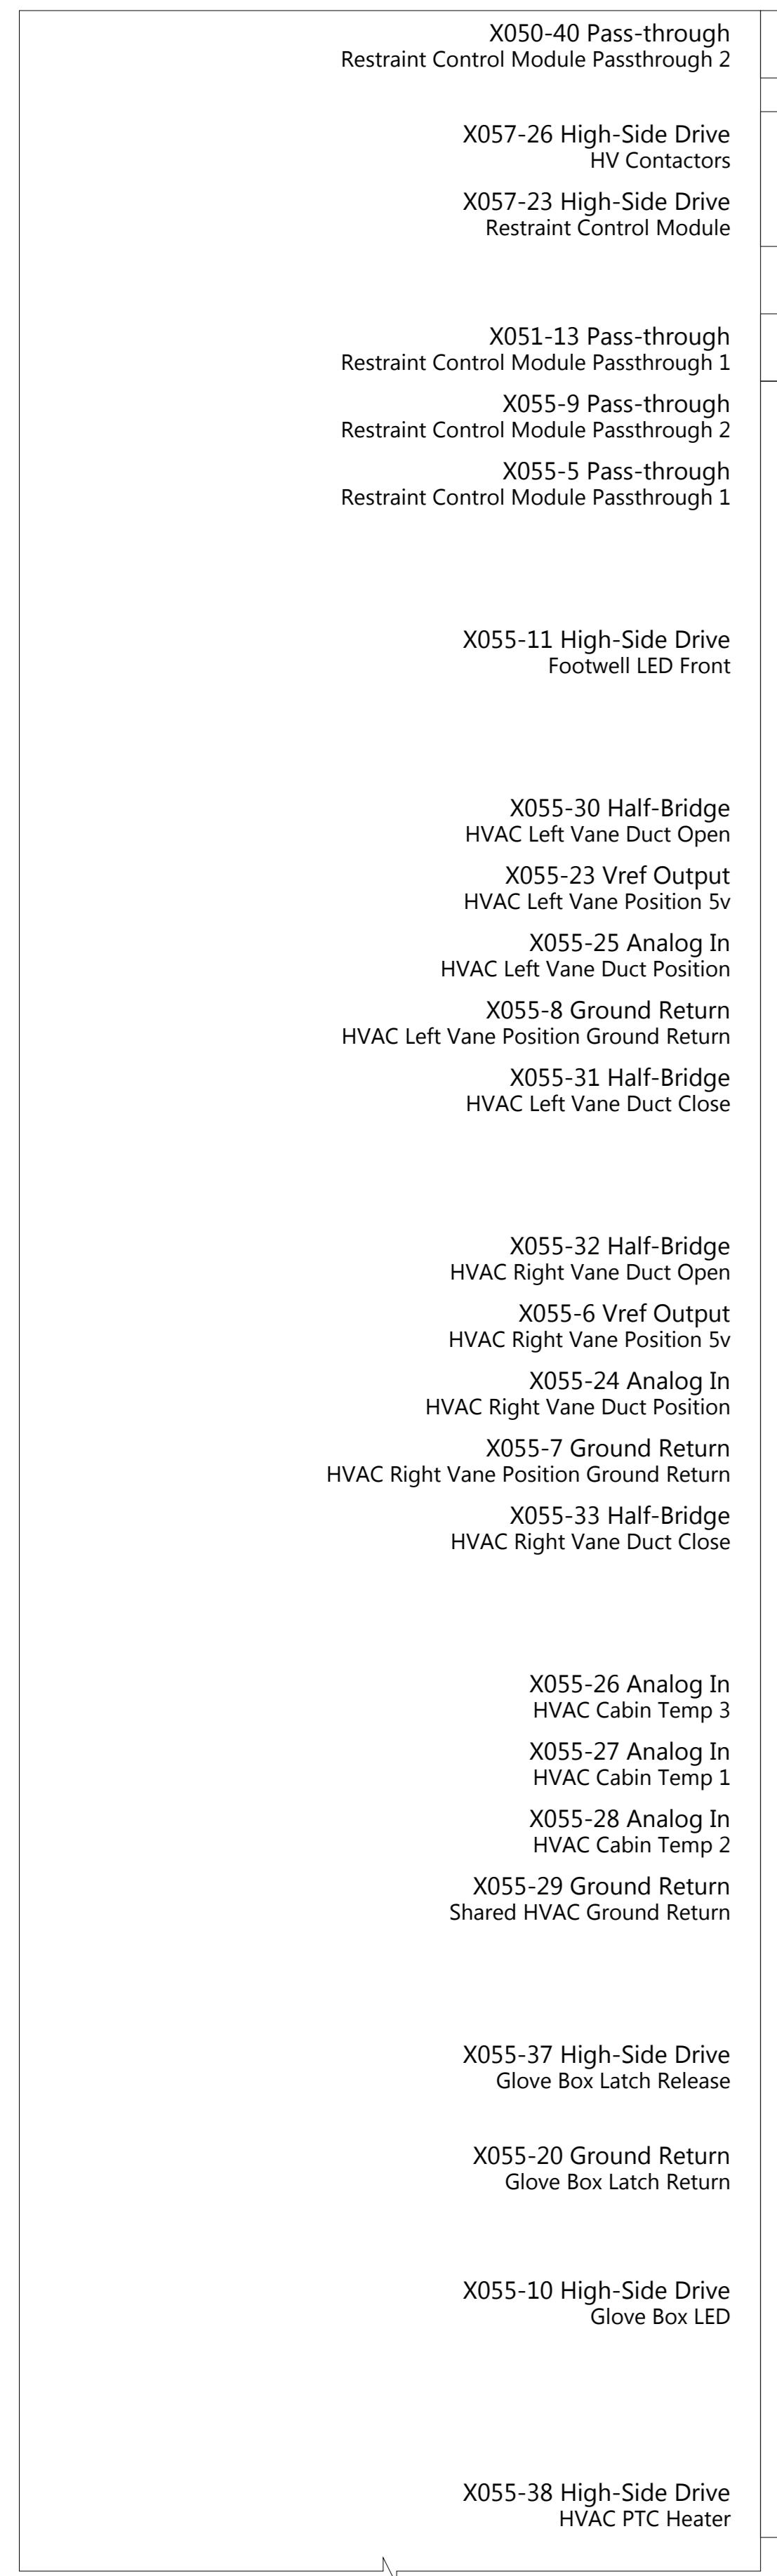 X050-40 Pass-through
Restraint Control Module Passthrough 2
X057-26 High-Side Drive
HV Contactors
X057-23 High-Side Drive
Restraint Control Module
X051-13 Pass-through
Restraint Control Module Passthrough 1
X055-9 Pass-through
Restraint Control Module Passthrough 2
X055-5 Pass-through
Restraint Control Module Passthrough 1
X055-11 High-Side Drive
Footwell LED Front
X055-30 Half-Bridge
HVAC Left Vane Duct Open
X055-23 Vref Output
HVAC Left Vane Position 5v
X055-25 Analog In
HVAC Left Vane Duct Position
X055-8 Ground Return
HVAC Left Vane Position Ground Return
X055-31 Half-Bridge
HVAC Left Vane Duct Close
X055-32 Half-Bridge
HVAC Right Vane Duct Open
X055-6 Vref Output
HVAC Right Vane Position 5v
X055-24 Analog In
HVAC Right Vane Duct Position
X055-7 Ground Return
HVAC Right Vane Position Ground Return
X055-33 Half-Bridge
HVAC Right Vane Duct Close
X055-26 Analog In
HVAC Cabin Temp 3
X055-27 Analog In
HVAC Cabin Temp 1
X055-28 Analog In
HVAC Cabin Temp 2
X055-29 Ground Return
Shared HVAC Ground Return
X055-37 High-Side Drive
Glove Box Latch Release
X055-20 Ground Return
Glove Box Latch Return
X055-10 High-Side Drive
Glove Box LED
X055-38 High-Side Drive
HVAC PTC Heater